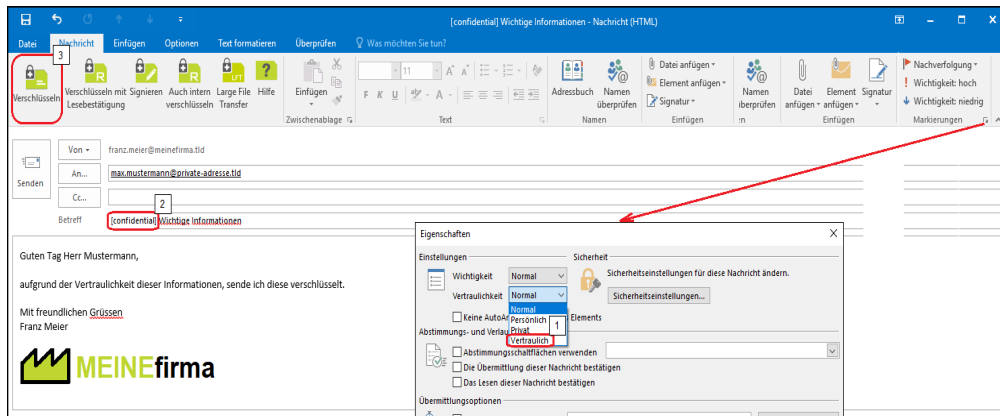 [confidential] Wichtige Informationen - Nachricht (HTML)
Datei Nachricht Einfügen Optionen Text formatieren Überprüfen Was möchten Sie tun?
3
Verschlüsseln
Verschlüsseln mit Lesebestätigung
Signieren
Auch intern verschlüsseln
Large File Transfer
Hilfe
Einfügen
Zwischenablage
11
F K U
Text
Adressbuch
Namen überprüfen
Namen
Datei anfügen
Element anfügen
Signatur
Einfügen
Namen
überprüfen
Datei anfügen
Element anfügen
Signatur
Einfügen
Nachverfolgung
Wichtigkeit: hoch
Wichtigkeit: niedrig
Markierungen
Senden
Von franz.meier@meinefirma.tld
An... max.mustermann@private-adresse.tld
Cc...
2
Betreff [confidential] Wichtige Informationen
Guten Tag Herr Mustermann,
aufgrund der Vertraulichkeit dieser Informationen, sende ich diese verschlüsselt.
Mit freundlichen Grüssen
Franz Meier
MEINEfirma
Eigenschaften
Einstellungen
Sicherheit
Wichtigkeit Normal
Sicherheitseinstellungen für diese Nachricht ändern.
Vertraulichkeit Normal
Sicherheitseinstellungen...
Normal
Persönlich
Privat
Vertraulich
1
Keine Elements
Abstimmungs- und
Abstimmungsschaltflächen verwenden
Die Übermittlung dieser Nachricht bestätigen
Das Lesen dieser Nachricht bestätigen
Übermittlungsoptionen